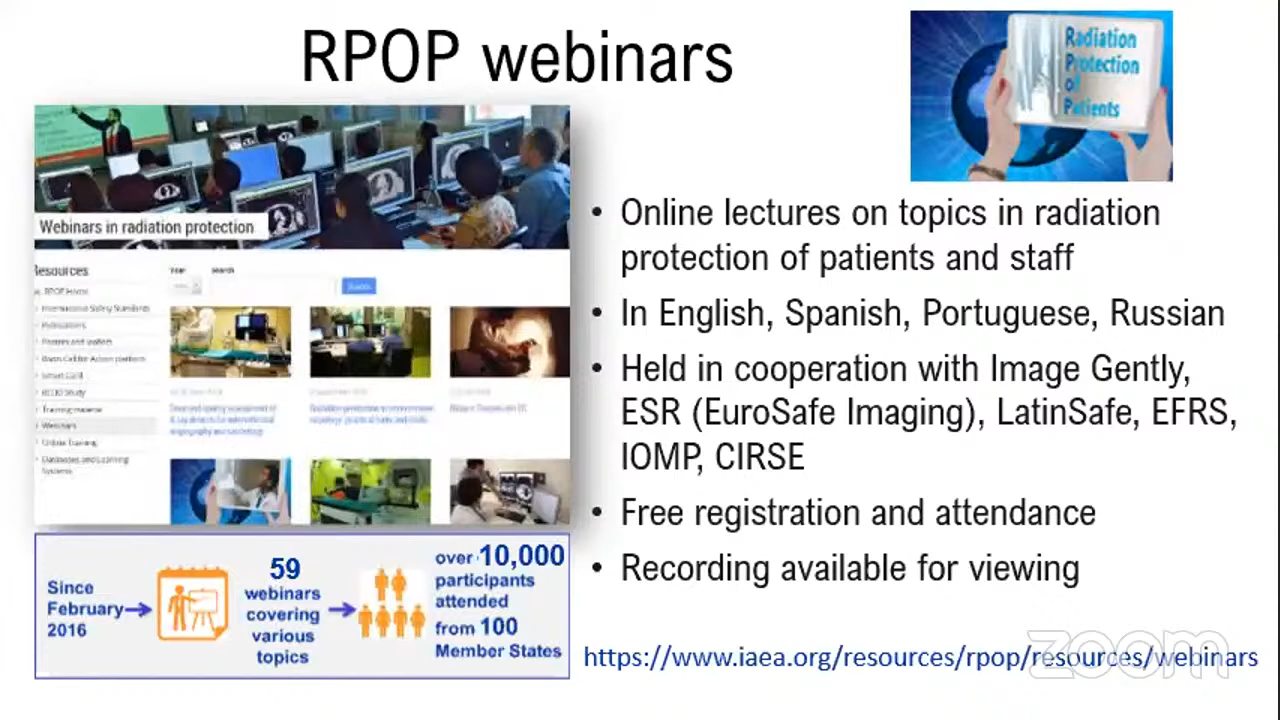 RPOP webinars
Radiation
Protection
of
Patients
Webinars in radiation protection
Resources
Year
Search
Search
RPOP Home
International Safety Standards
Publications
Posters and leaflets
Bonn Call for Action platform
Smart Card
Study
Training material
Webinars
Online Training
Databases and Learning
Systems
• Online lectures on topics in radiation
protection of patients and staff
• In English, Spanish, Portuguese, Russian
• Held in cooperation with Image Gently,
ESR (EuroSafe Imaging), LatinSafe, EFRS,
IOMP, CIRSE
• Free registration and attendance
• Recording available for viewing
Since
February
2016
59
webinars
covering
various
topics
over 10,000
participants
attended
from 100
Member States
https://www.iaea.org/resources/rpop/resources/webinars
zoom